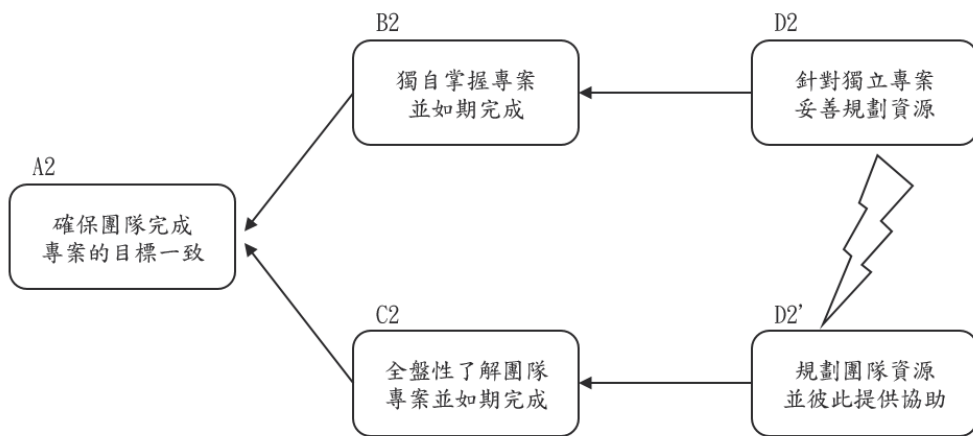 B2
獨自掌握專案
並如期完成
D2
針對獨立專案
妥善規劃資源
A2
確保團隊完成
專案的目標一致
C2
全盤性了解團隊
專案並如期完成
D2'
規劃團隊資源
並彼此提供協助